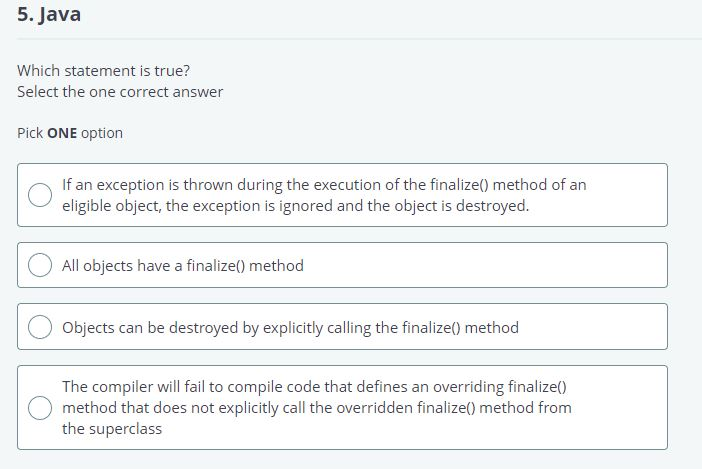 5. Java
Which statement is true?
Select the one correct answer
Pick ONE option
If an exception is thrown during the execution of the finalize() method of an
eligible object, the exception is ignored and the object is destroyed.
All objects have a finalize() method
Objects can be destroyed by explicitly calling the finalize() method
The compiler will fail to compile code that defines an overriding finalize()
method that does not explicitly call the overridden finalize() method from
the superclass